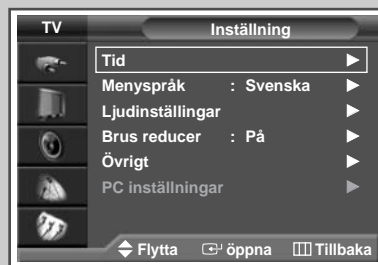 TV Inställning
Tid
Menyspråk : Svenska
Ljudinställingar
Brus reducer : På
Övrigt
PC inställningar
Flytta öppna Tillbaka